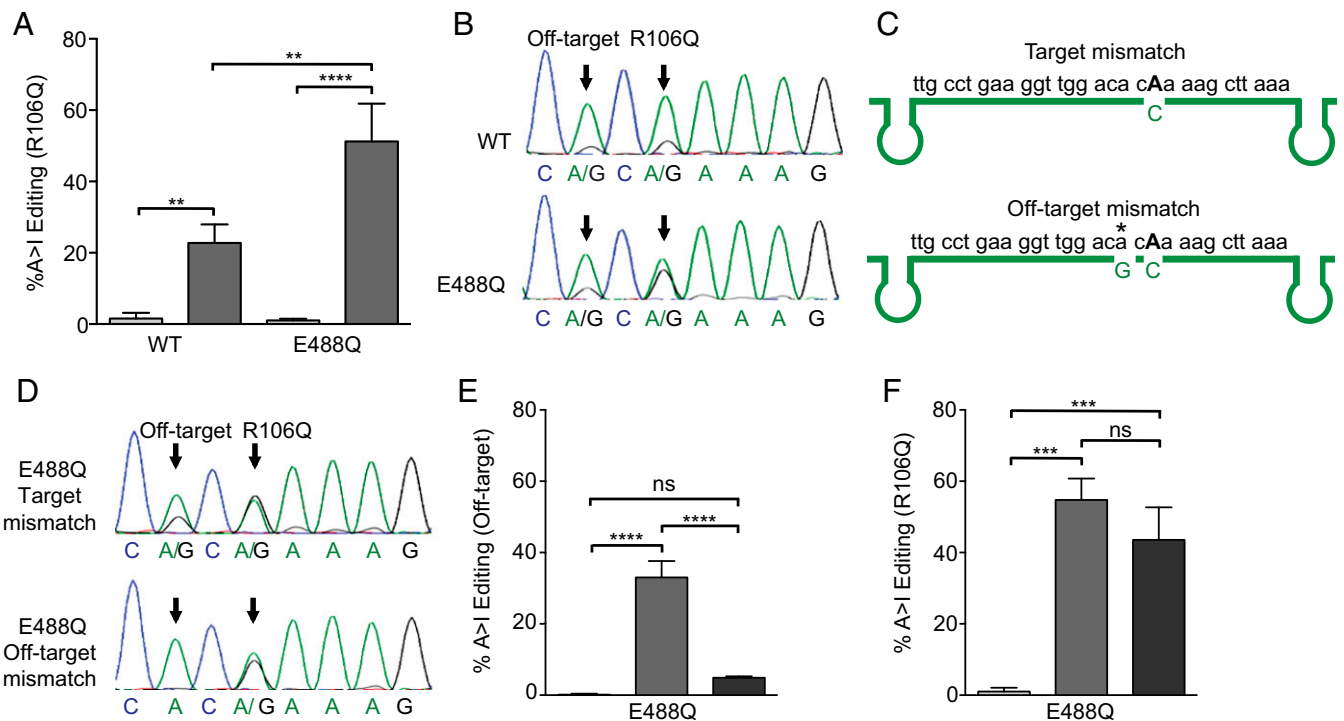 A
80
60
40
20
0
%A>I Editing (R106Q)
**
**
****
WT
E488Q
B
Off-target R106Q
WT
C A/G C A/G A A A G
E488Q
C A/G C A/G A A A G
C
Target mismatch
ttg cct gaa ggt tgg aca cAa aag ctt aaa
C
Off-target mismatch
*
ttg cct gaa ggt tgg aca cAa aag ctt aaa
G C
D
Off-target R106Q
E488Q
Target
mismatch
C A/G C A/G A A A G
E488Q
Off-target
mismatch
C A C A/G A A A G
E
80
60
40
20
0
% A>I Editing (Off-target)
ns
****
****
E488Q
F
80
60
40
20
0
% A>I Editing (R106Q)
***
ns
***
E488Q